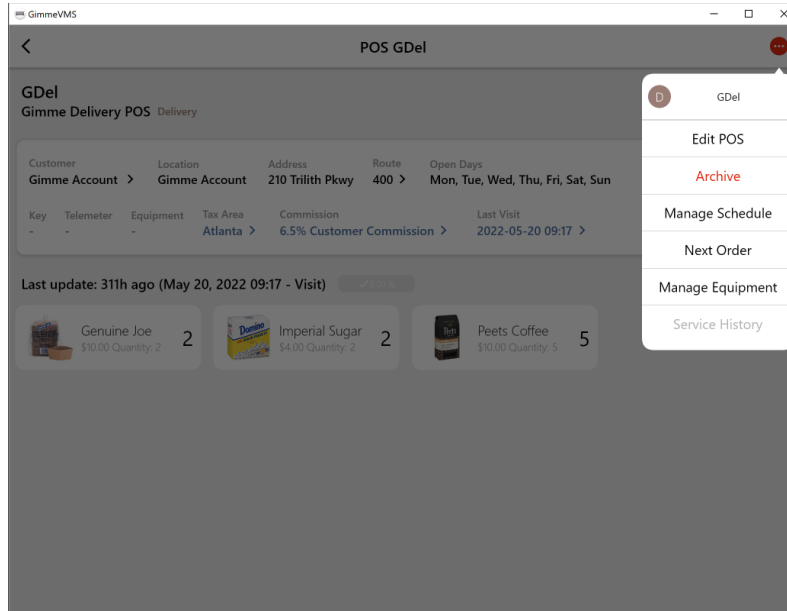 GimmeVMS
POS GDel
GDel
Gimme Delivery POS Delivery
Customer Location Address Route Open Days
Gimme Account > Gimme Account 210 Trilith Pkwy 400 > Mon, Tue, Wed, Thu, Fri, Sat, Sun
Key Telemeter Equipment Tax Area Commission Last Visit
- - - Atlanta > 6.5% Customer Commission > 2022-05-20 09:17 >
Last update: 311h ago (May 20, 2022 09:17 - Visit)
Genuine Joe
$10.00 Quantity: 2
2
Domino
Imperial Sugar
$4.00 Quantity: 2
2
Peets
Peets Coffee
$10.00 Quantity: 5
5
D GDel
Edit POS
Archive
Manage Schedule
Next Order
Manage Equipment
Service History